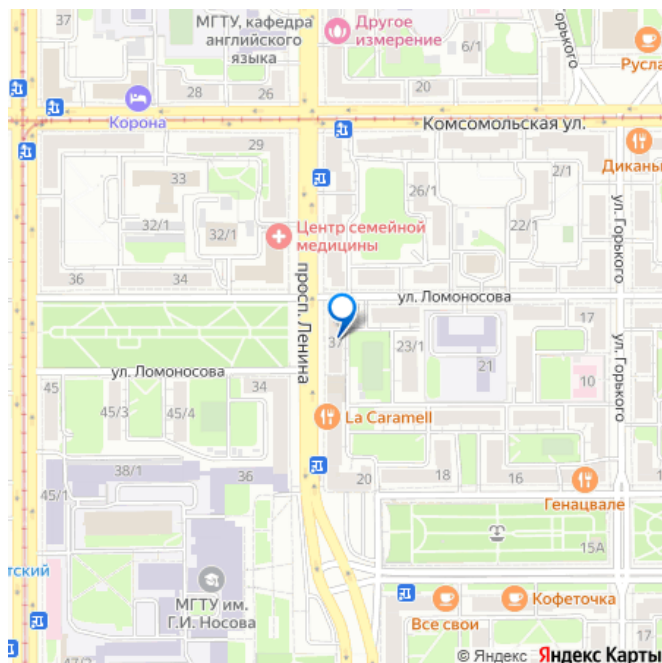 37
МГТУ, кафедра
английского
языка
Другое
измерение
6/1
Горького
Русла
28
26
20
Корона
Комсомольская ул.
29
Диканы
33
26/1
2/1
ул. Горького
32/1
32/1
Центр семейной
медицины
22/1
36
34
просп. Ленина
ул. Ломоносова
17
37
23/1
ул. Ломоносова
21
ул. Горького
45
34
10
45/3
45/4
La Caramell
38/1
36
20
18
16
45/1
Генацвале
15А
тский
МГТУ им.
Г.И. Носова
Кофеточка
Все свои
47/2
© Яндекс Яндекс Карты